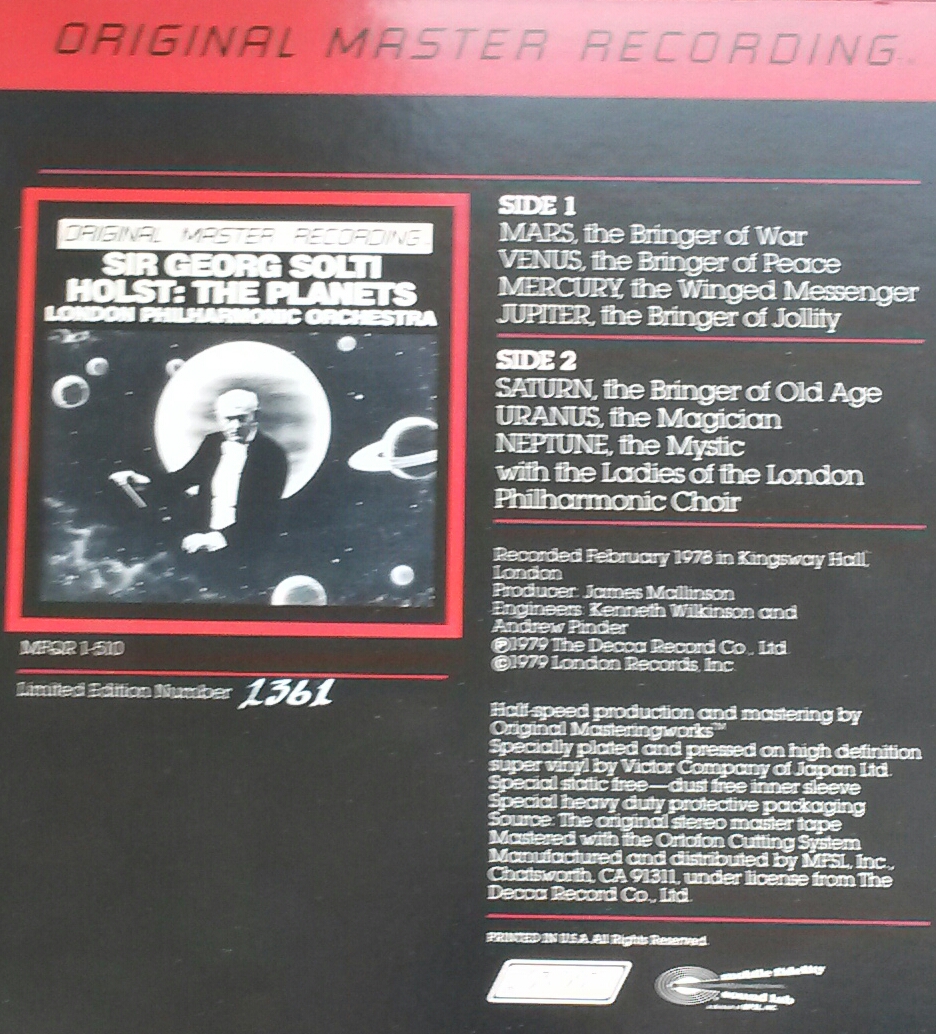 ORIGINAL MASTER RECORDING™
ORIGINAL MASTER RECORDING
SIR GEORG SOLTI
HOLST: THE PLANETS
LONDON PHILHARMONIC ORCHESTRA
MFQR 1-510
Limited Edition Number 1361
SIDE 1
MARS, the Bringer of War
VENUS, the Bringer of Peace
MERCURY, the Winged Messenger
JUPITER, the Bringer of Jollity
SIDE 2
SATURN, the Bringer of Old Age
URANUS, the Magician
NEPTUNE, the Mystic
with the Ladies of the London
Philharmonic Choir
Recorded February 1978 in Kingsway Hall,
London
Producer: James Mallinson
Engineers: Kenneth Wilkinson and
Andrew Pinder
℗1979 The Decca Record Co., Ltd.
©1979 London Records, Inc.
Half-speed production and mastering by
Original Masteringworks™
Specially plated and pressed on high definition
super vinyl by Victor Company of Japan Ltd.
Special static free—dust free inner sleeve
Special heavy duty protective packaging
Source: The original stereo master tape
Mastered with the Ortofon Cutting System
Manufactured and distributed by MFSL, Inc.,
Chatsworth, CA 91311, under license from The
Decca Record Co., Ltd.
PRINTED IN U.S.A. All Rights Reserved.
mobile fidelity
sound lab